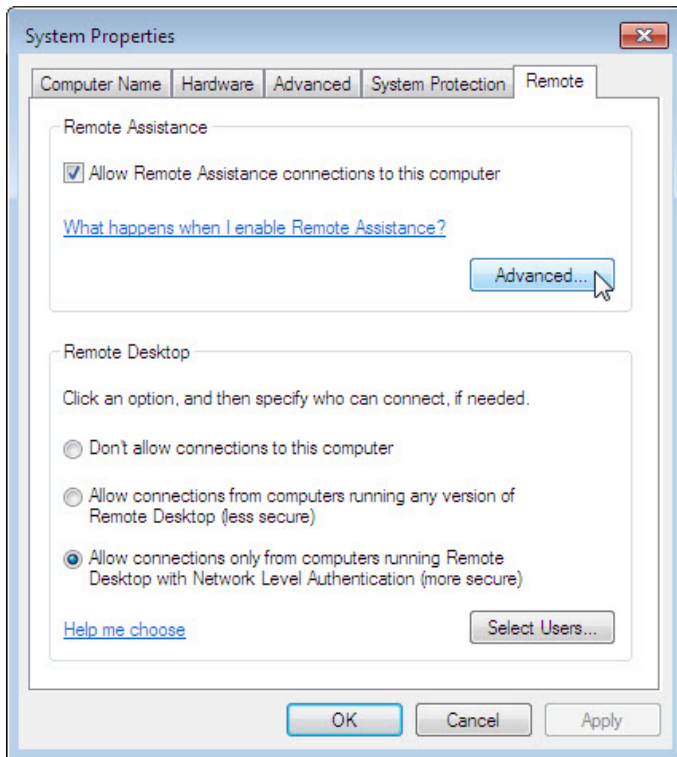 System Properties
Computer Name Hardware Advanced System Protection Remote
Remote Assistance
Allow Remote Assistance connections to this computer
What happens when I enable Remote Assistance?
Advanced...
Remote Desktop
Click an option, and then specify who can connect, if needed.
Don't allow connections to this computer
Allow connections from computers running any version of
Remote Desktop (less secure)
Allow connections only from computers running Remote
Desktop with Network Level Authentication (more secure)
Help me choose Select Users...
OK Cancel Apply